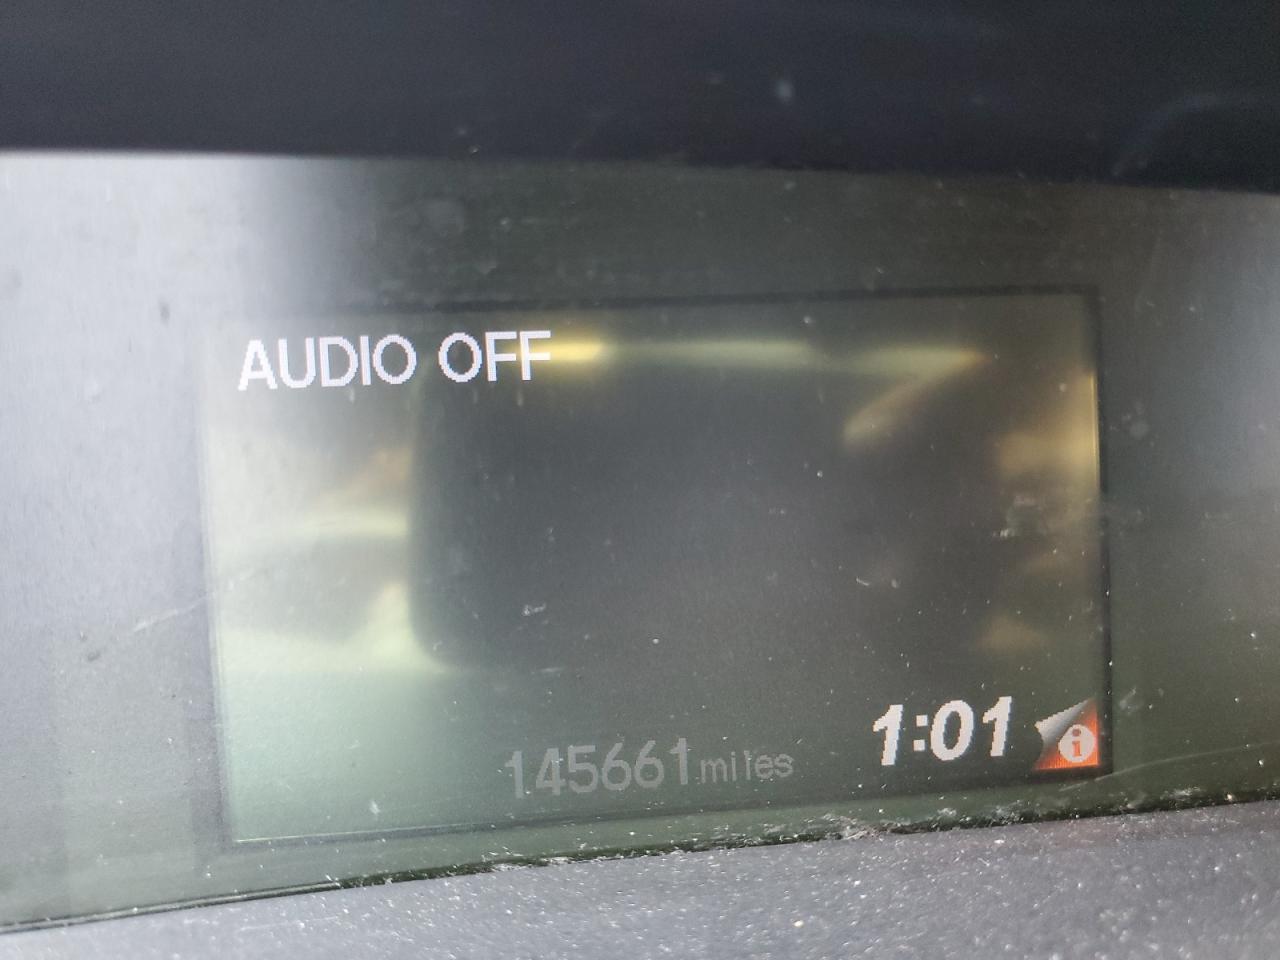 AUDIO OFF
145661 miles
1:01
i